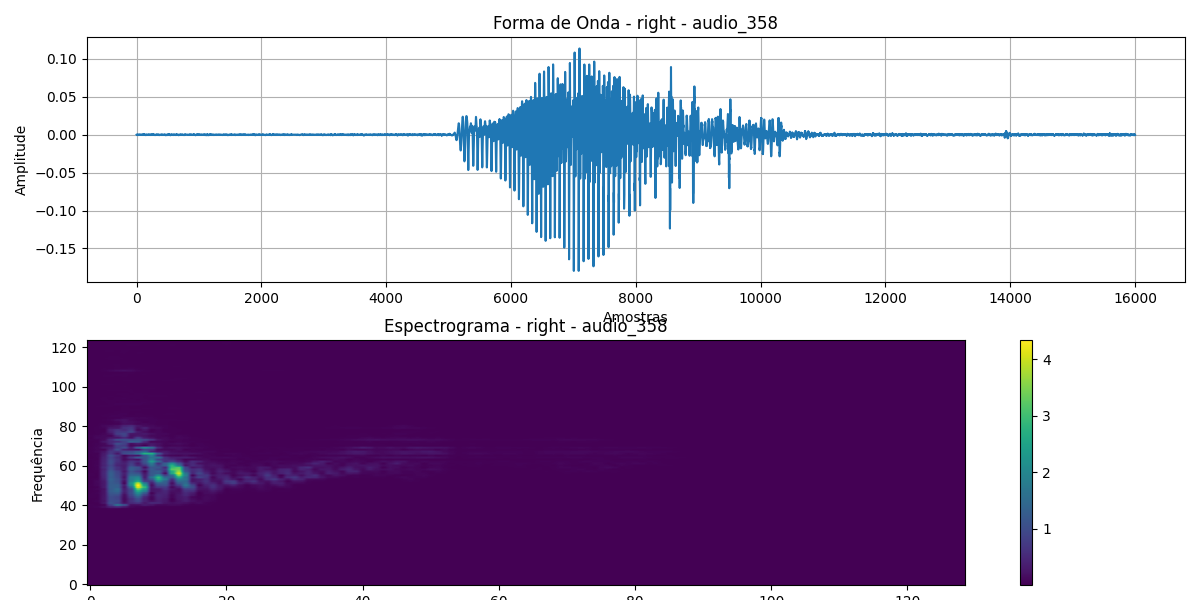 Forma de Onda - right - audio_358
0.10
0.05
0.00
−0.05
−0.10
−0.15
Amplitude
0 2000 4000 6000 8000 10000 12000 14000 16000
Amostras
Espectrograma - right - audio_358
120
100
80
60
40
20
0
Frequência
4
3
2
1
0 20 40 60 80 100 120